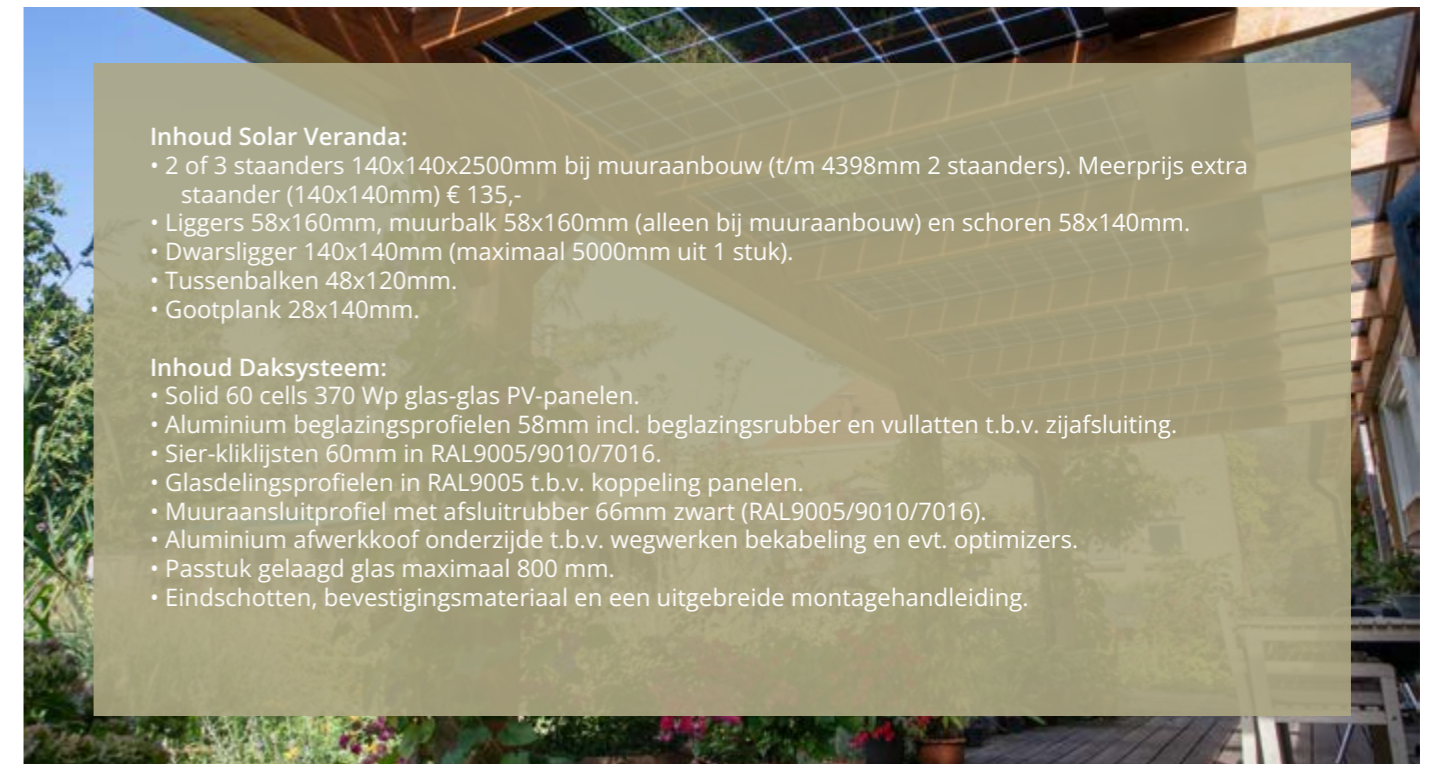 Inhoud Solar Veranda:
• 2 of 3 staanders 140x140x2500mm bij muuraanbouw (t/m 4398mm 2 staanders). Meerprijs extra
staander (140x140mm) € 135,-
• Liggers 58x160mm, muurbalk 58x160mm (alleen bij muuraanbouw) en schoren 58x140mm.
• Dwarsligger 140x140mm (maximaal 5000mm uit 1 stuk).
• Tussenbalken 48x120mm.
• Gootplank 28x140mm.
Inhoud Daksysteem:
• Solid 60 cells 370 Wp glas-glas PV-panelen.
• Aluminium beglazingsprofielen 58mm incl. beglazingsrubber en vullatten t.b.v. zijafsluiting.
• Sier-kliklijsten 60mm in RAL9005/9010/7016.
• Glasdelingsprofielen in RAL9005 t.b.v. koppeling panelen.
• Muuraansluitprofiel met afsluitrubber 66mm zwart (RAL9005/9010/7016).
• Aluminium afwerkkoof onderzijde t.b.v. wegwerken bekabeling en evt. optimizers.
• Passtuk gelaagd glas maximaal 800 mm.
• Eindschotten, bevestigingsmateriaal en een uitgebreide montagehandleiding.